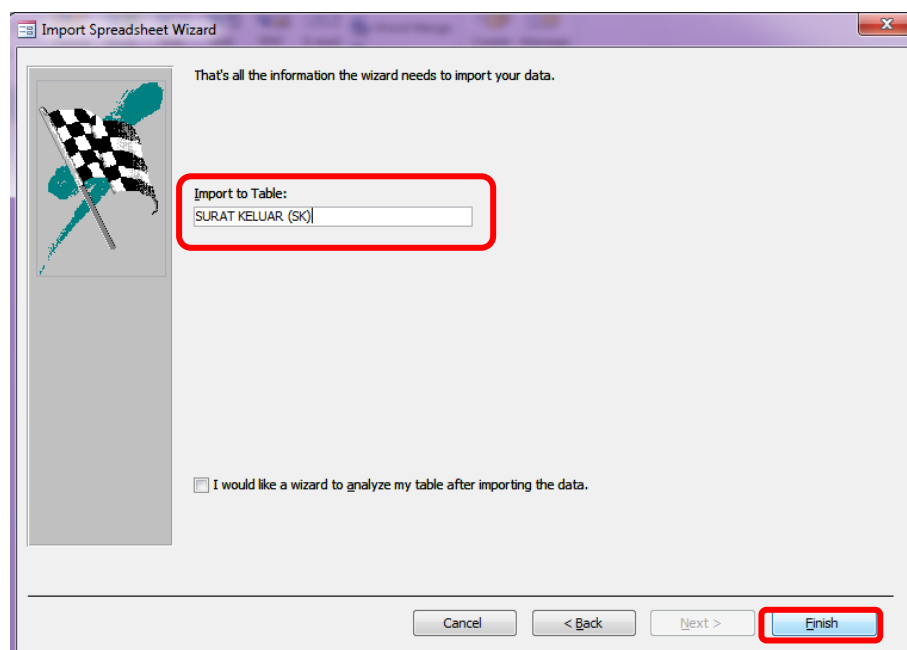 Import Spreadsheet Wizard
That's all the information the wizard needs to import your data.
Import to Table:
SURAT KELUAR (SK)
I would like a wizard to analyze my table after importing the data.
Cancel
< Back
Next >
Finish